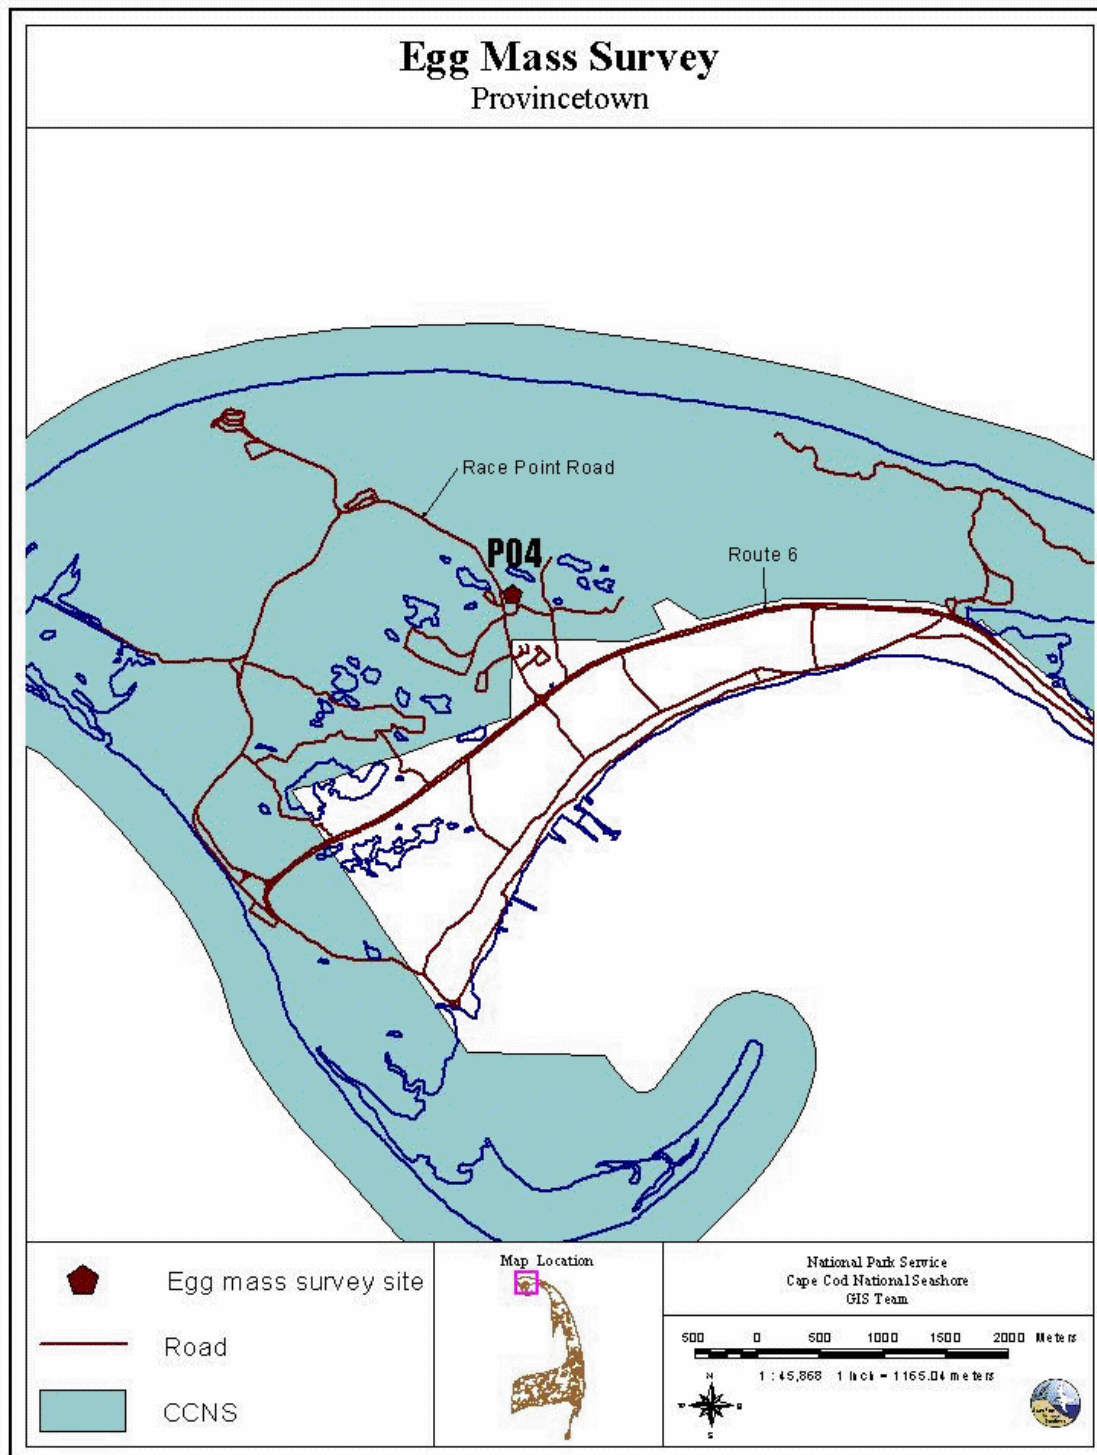 Egg Mass Survey
Provincetown
Race Point Road
P04
Route 6
Egg mass survey site
Road
CCNS
Map Location
National Park Service
Cape Cod National Seashore
GIS Team
500 0 500 1000 1500 2000 Meters
1 : 45,868 1 Inch = 1165.04 meters
N
S